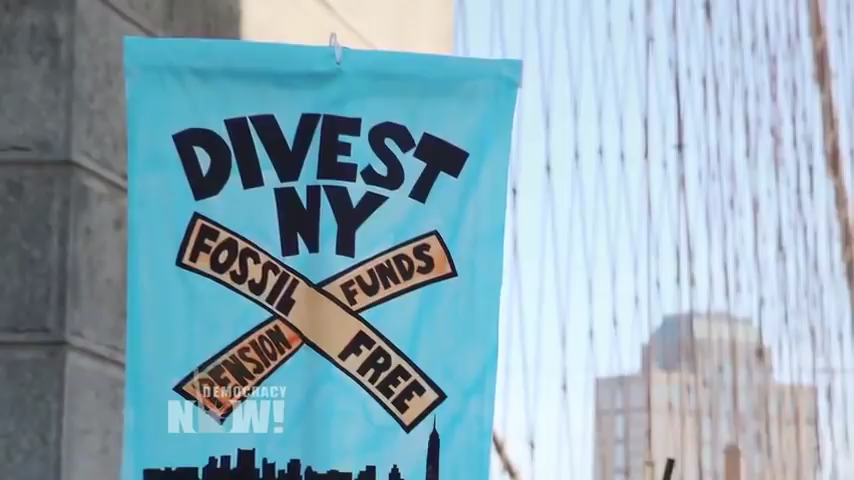 DIVEST
NY
FOSSIL FREE
PENSION FUNDS
DEMOCRACY
NOW!